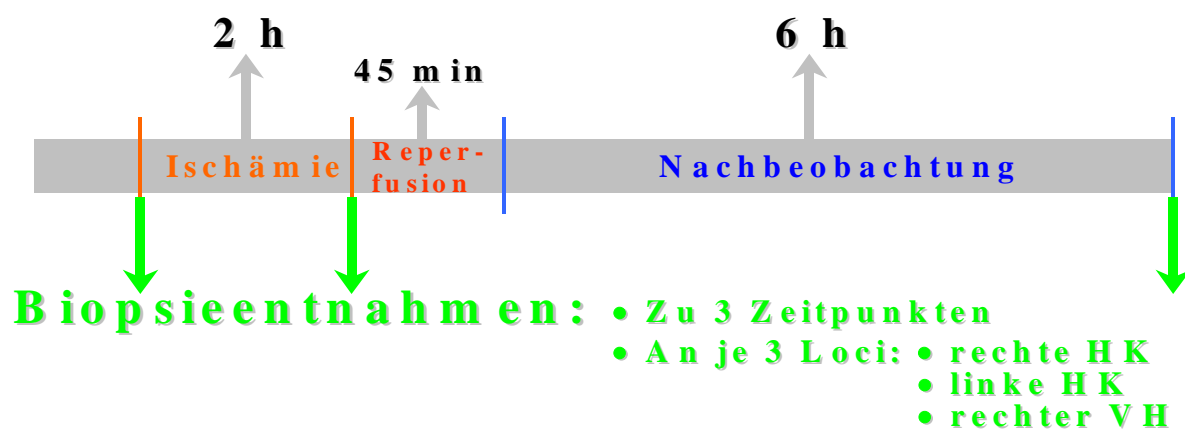 2 h
6 h
45 min
Ischämie
Reper-
fusion
Nachbeobachtung
Biopsieentnahmen:
• Zu 3 Zeitpunkten
• An je 3 Loci: • rechte HK
• linke HK
• rechter VH